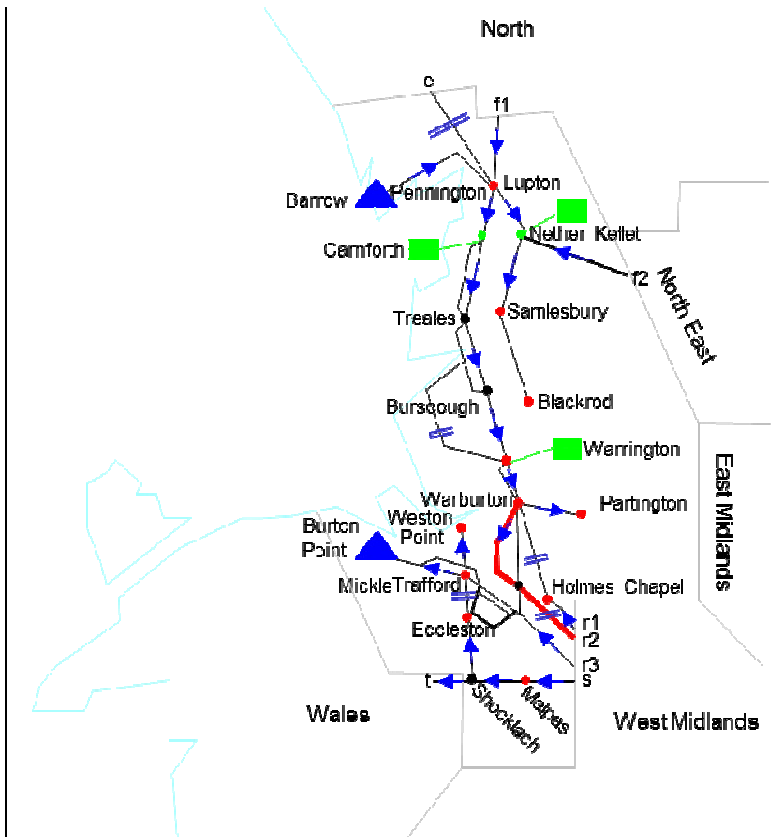 North
c
f1
Lupton
Pennington
Barrow
Nether Kellet
Carnforth
f2
North East
Samlesbury
Treales
Burscough
Blackrod
Warrington
East Midlands
Warburton
Partington
Weston
Point
Burton
Point
Mickle Trafford
Holmes Chapel
Eccleston
r1
r2
r3
t
s
Shocklach
Malpas
Wales
West Midlands